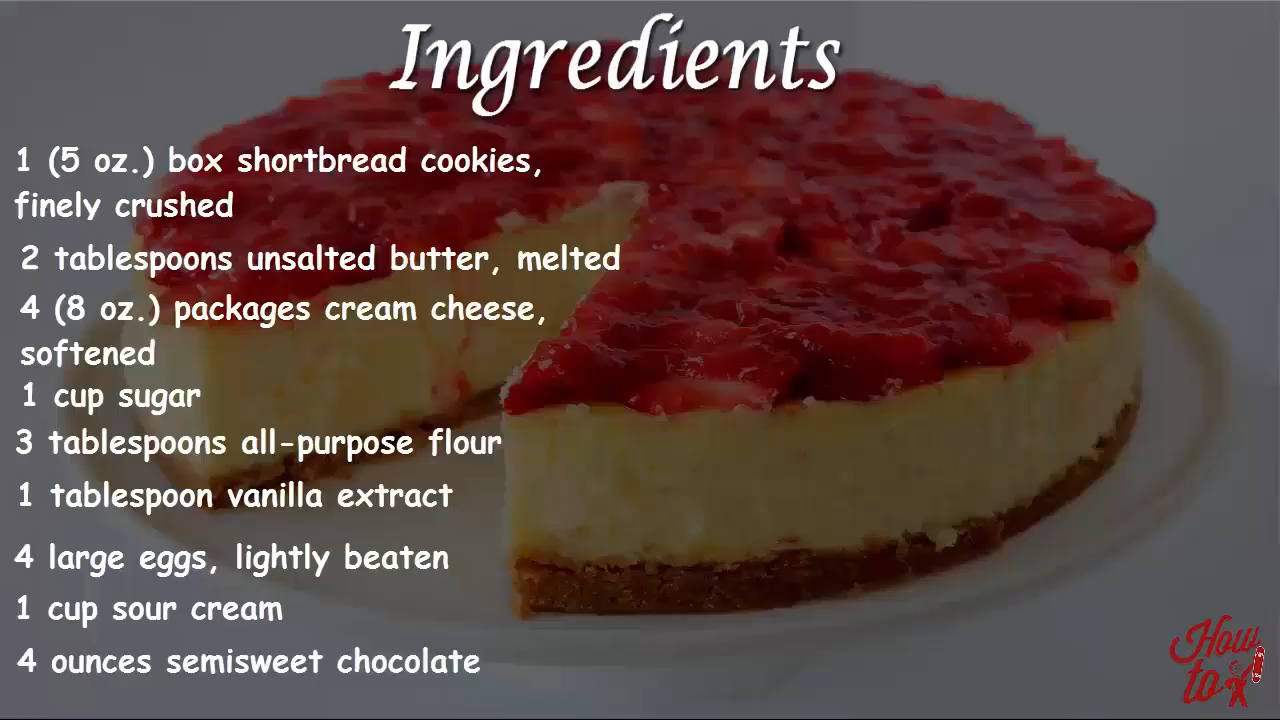 Ingredients
1 (5 oz.) box shortbread cookies,
finely crushed
2 tablespoons unsalted butter, melted
4 (8 oz.) packages cream cheese,
softened
1 cup sugar
3 tablespoons all-purpose flour
1 tablespoon vanilla extract
4 large eggs, lightly beaten
1 cup sour cream
4 ounces semisweet chocolate
How
to